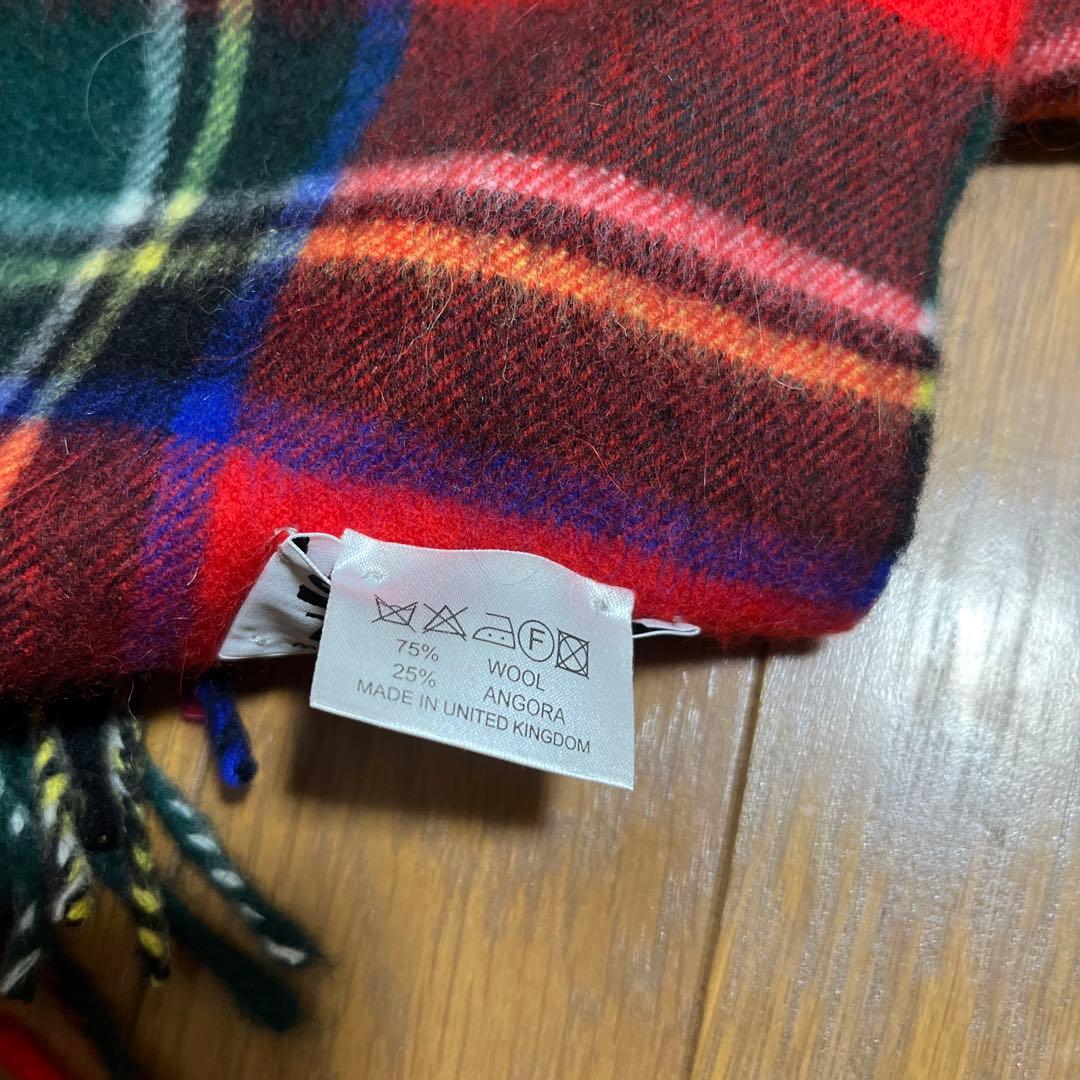 F
75% WOOL
25% ANGORA
MADE IN UNITED KINGDOM